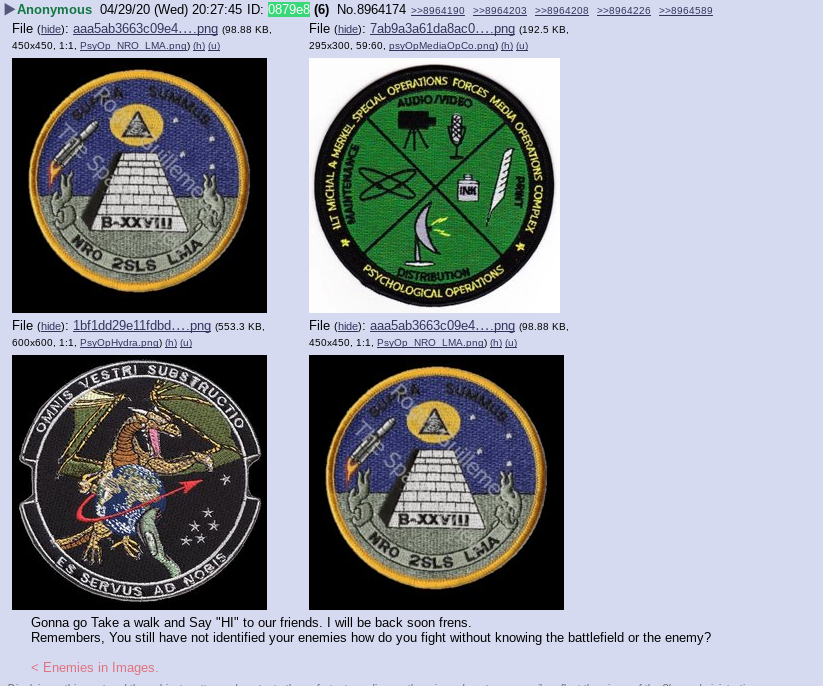 Anonymous 04/29/20 (Wed) 20:27:45 ID: 0879e8 (6) No.8964174 >>8964190 >>8964203 >>8964208 >>8964226 >>8964589
File (hide): aaa5ab3663c09e4….png (98.88 KB, 450x450, 1:1, PsyOp_NRO_LMA.png) (h) (u)
File (hide): 7ab9a3a61da8ac0….png (192.5 KB, 295x300, 59:60, psyOpMediaOpCo.png) (h) (u)
SUPRA SUMMUS
B-XXVIII
NRO 2SLS LMA
ILT MICHAL A MERKEL SPECIAL OPERATIONS FORCES MEDIA OPERATIONS COMPLEX
AUDIO/VIDEO
MAINTENANCE
INK
PRINT
DISTRIBUTION
PSYCHOLOGICAL OPERATIONS
File (hide): 1bf1dd29e11fdbd….png (553.3 KB, 600x600, 1:1, PsyOpHydra.png) (h) (u)
File (hide): aaa5ab3663c09e4….png (98.88 KB, 450x450, 1:1, PsyOp_NRO_LMA.png) (h) (u)
OMNIS VESTRI SUBSTRUCTIO
ES SERVUS AD NOBIS
SUPRA SUMMUS
B-XXVIII
NRO 2SLS LMA
Gonna go Take a walk and Say "HI" to our friends. I will be back soon frens.
Remembers, You still have not identified your enemies how do you fight without knowing the battlefield or the enemy?
< Enemies in Images.